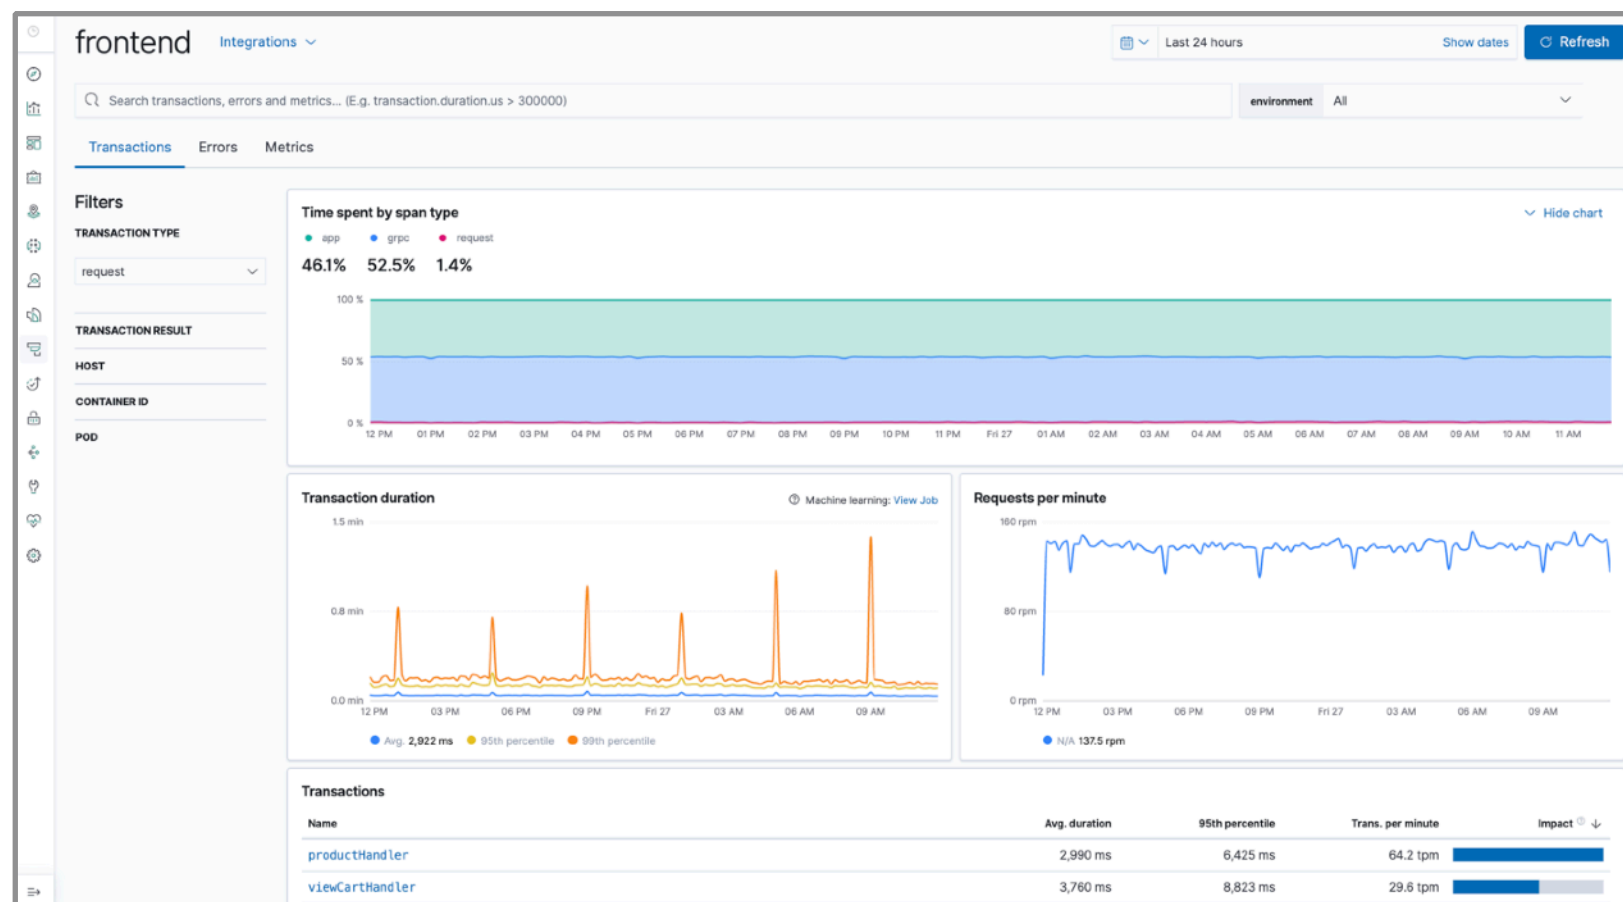 frontend Integrations Last 24 hours Show dates Refresh
Search transactions, errors and metrics... (E.g. transaction.duration.us > 300000) environment All
Transactions Errors Metrics
Filters
TRANSACTION TYPE
request
TRANSACTION RESULT
HOST
CONTAINER ID
POD
Time spent by span type Hide chart
app grpc request
46.1% 52.5% 1.4%
100 %
50 %
0 %
12 PM 01 PM 02 PM 03 PM 04 PM 05 PM 06 PM 07 PM 08 PM 09 PM 10 PM 11 PM Fri 27 01 AM 02 AM 03 AM 04 AM 05 AM 06 AM 07 AM 08 AM 09 AM 10 AM 11 AM
Transaction duration Machine learning: View Job
1.5 min
0.8 min
0.0 min
12 PM 03 PM 06 PM 09 PM Fri 27 03 AM 06 AM 09 AM
Avg. 2,922 ms 95th percentile 99th percentile
Requests per minute
160 rpm
80 rpm
0 rpm
12 PM 03 PM 06 PM 09 PM Fri 27 03 AM 06 AM 09 AM
N/A 137.5 rpm
Transactions
Name Avg. duration 95th percentile Trans. per minute Impact
productHandler 2,990 ms 6,425 ms 64.2 tpm
viewCartHandler 3,760 ms 8,823 ms 29.6 tpm